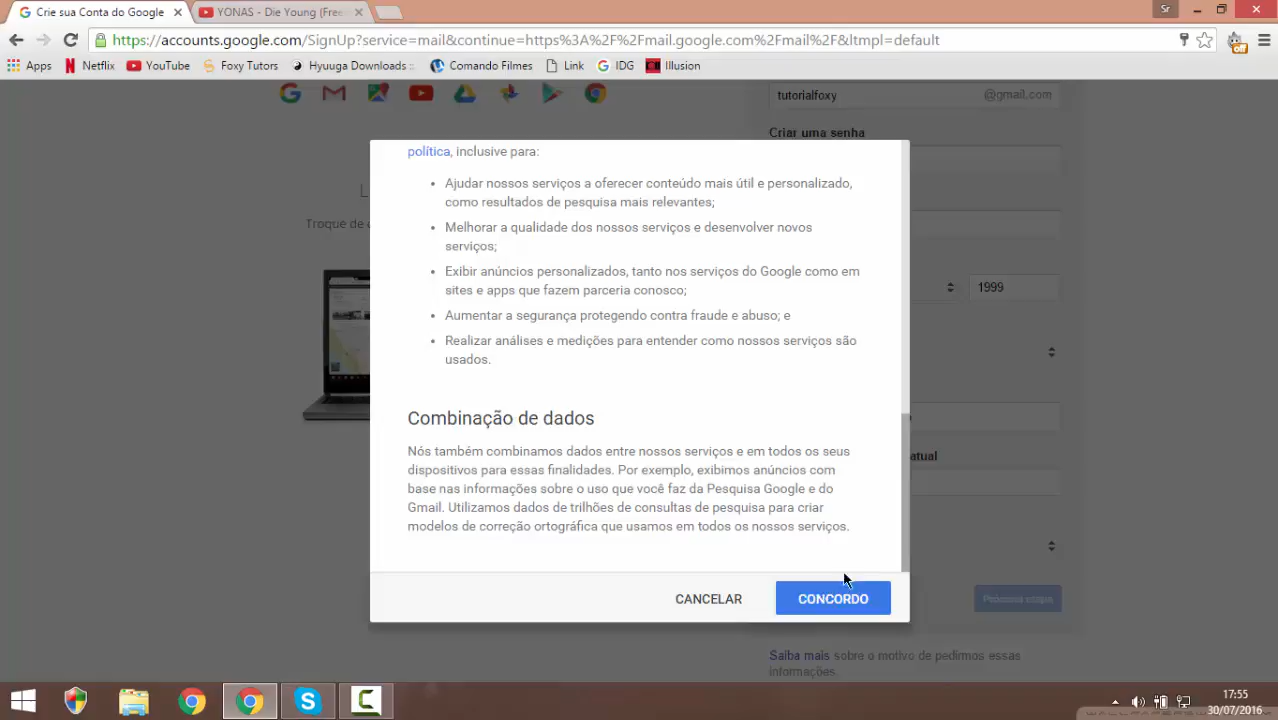 Crie sua Conta do Google
YONAS - Die Young (Free
Sr
https://accounts.google.com/SignUp?service=mail&continue=https%3A%2F%2Fmail.google.com%2Fmail%2F&ltmpl=default
off
Apps
Netflix
YouTube
Foxy Tutors
Hyuuga Downloads ::
Comando Filmes
Link
IDG
Illusion
tutorialfoxy
@gmail.com
Criar uma senha
política, inclusive para:
• Ajudar nossos serviços a oferecer conteúdo mais útil e personalizado,
como resultados de pesquisa mais relevantes;
• Melhorar a qualidade dos nossos serviços e desenvolver novos
serviços;
• Exibir anúncios personalizados, tanto nos serviços do Google como em
sites e apps que fazem parceria conosco;
• Aumentar a segurança protegendo contra fraude e abuso; e
• Realizar análises e medições para entender como nossos serviços são
usados.
L
Troque de
1999
Combinação de dados
Nós também combinamos dados entre nossos serviços e em todos os seus
dispositivos para essas finalidades. Por exemplo, exibimos anúncios com
base nas informações sobre o uso que você faz da Pesquisa Google e do
Gmail. Utilizamos dados de trilhões de consultas de pesquisa para criar
modelos de correção ortográfica que usamos em todos os nossos serviços.
atual
CANCELAR
CONCORDO
Próxima etapa
Saiba mais sobre o motivo de pedirmos essas
informações.
17:55
30/07/2016